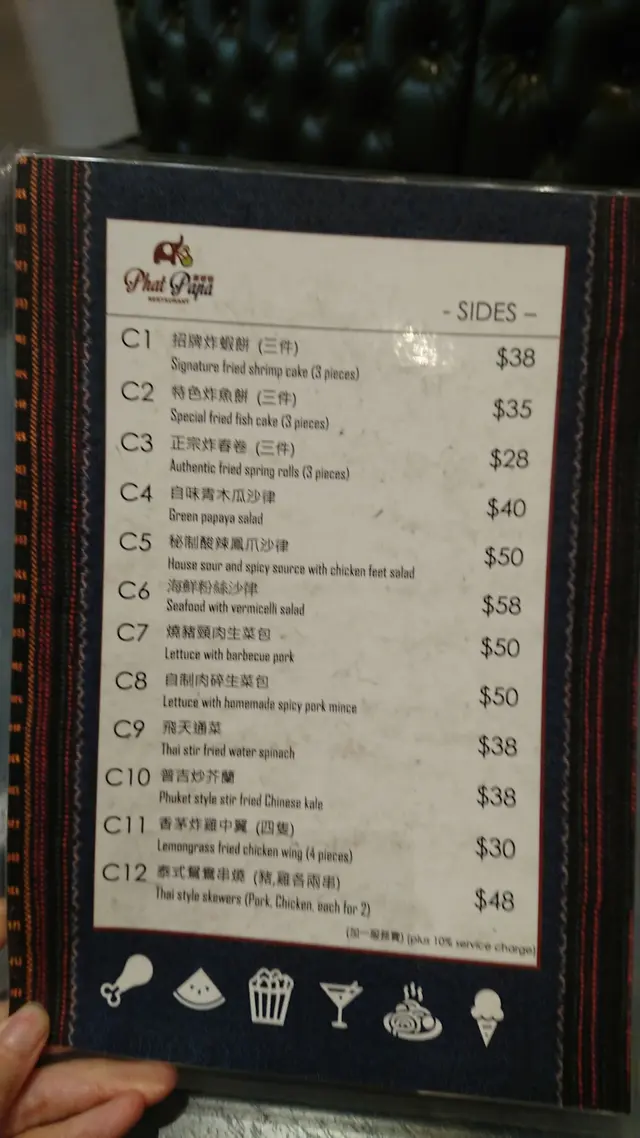 Phat Papa
RESTAURANT
- SIDES -
C1 招牌炸蝦餅 (三件) $38
Signature fried shrimp cake (3 pieces)
C2 特色炸魚餅 (三件) $35
Special fried fish cake (3 pieces)
C3 正宗炸春卷 (三件) $28
Authentic fried spring rolls (3 pieces)
C4 自味青木瓜沙律 $40
Green papaya salad
C5 秘制酸辣鳳爪沙律 $50
House sour and spicy source with chicken feet salad
C6 海鮮粉絲沙律 $58
Seafood with vermicelli salad
C7 燒豬頸肉生菜包 $50
Lettuce with barbecue pork
C8 自制肉碎生菜包 $50
Lettuce with homemade spicy pork mince
C9 飛天通菜 $38
Thai stir fried water spinach
C10 普吉炒芥蘭 $38
Phuket style stir fried Chinese kale
C11 香茅炸雞中翼 (四隻) $30
Lemongrass fried chicken wing (4 pieces)
C12 泰式鴛鴦串燒 (豬,雞各兩串) $48
Thai style skewers (Pork, Chicken, each for 2)
(加一服務費) (plus 10% service charge)